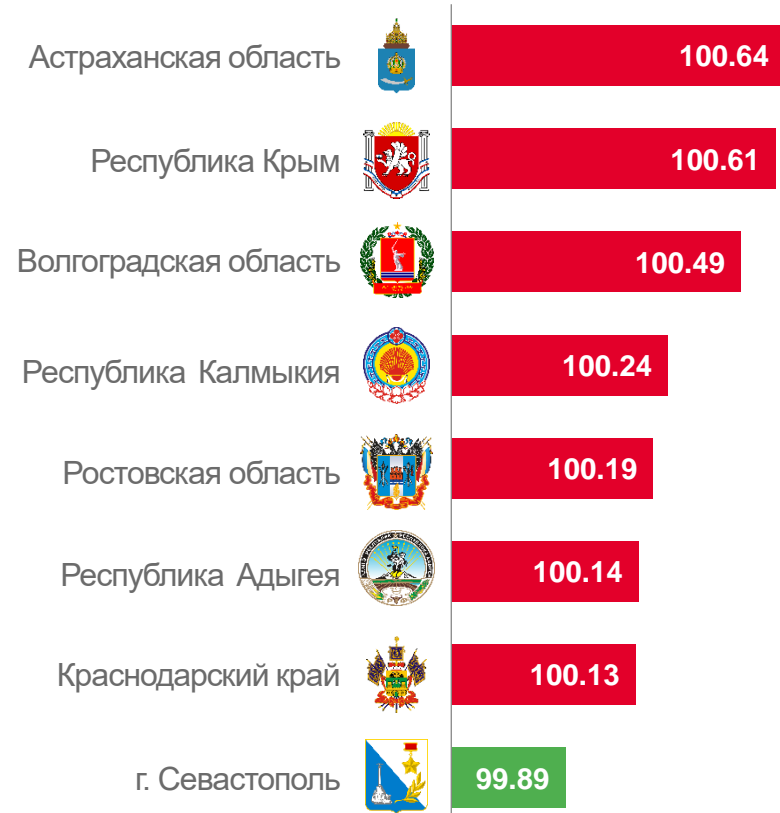 Астраханская область 100.64
Республика Крым 100.61
Волгоградская область 100.49
Республика Калмыкия 100.24
Ростовская область 100.19
Республика Адыгея 100.14
Краснодарский край 100.13
г. Севастополь 99.89